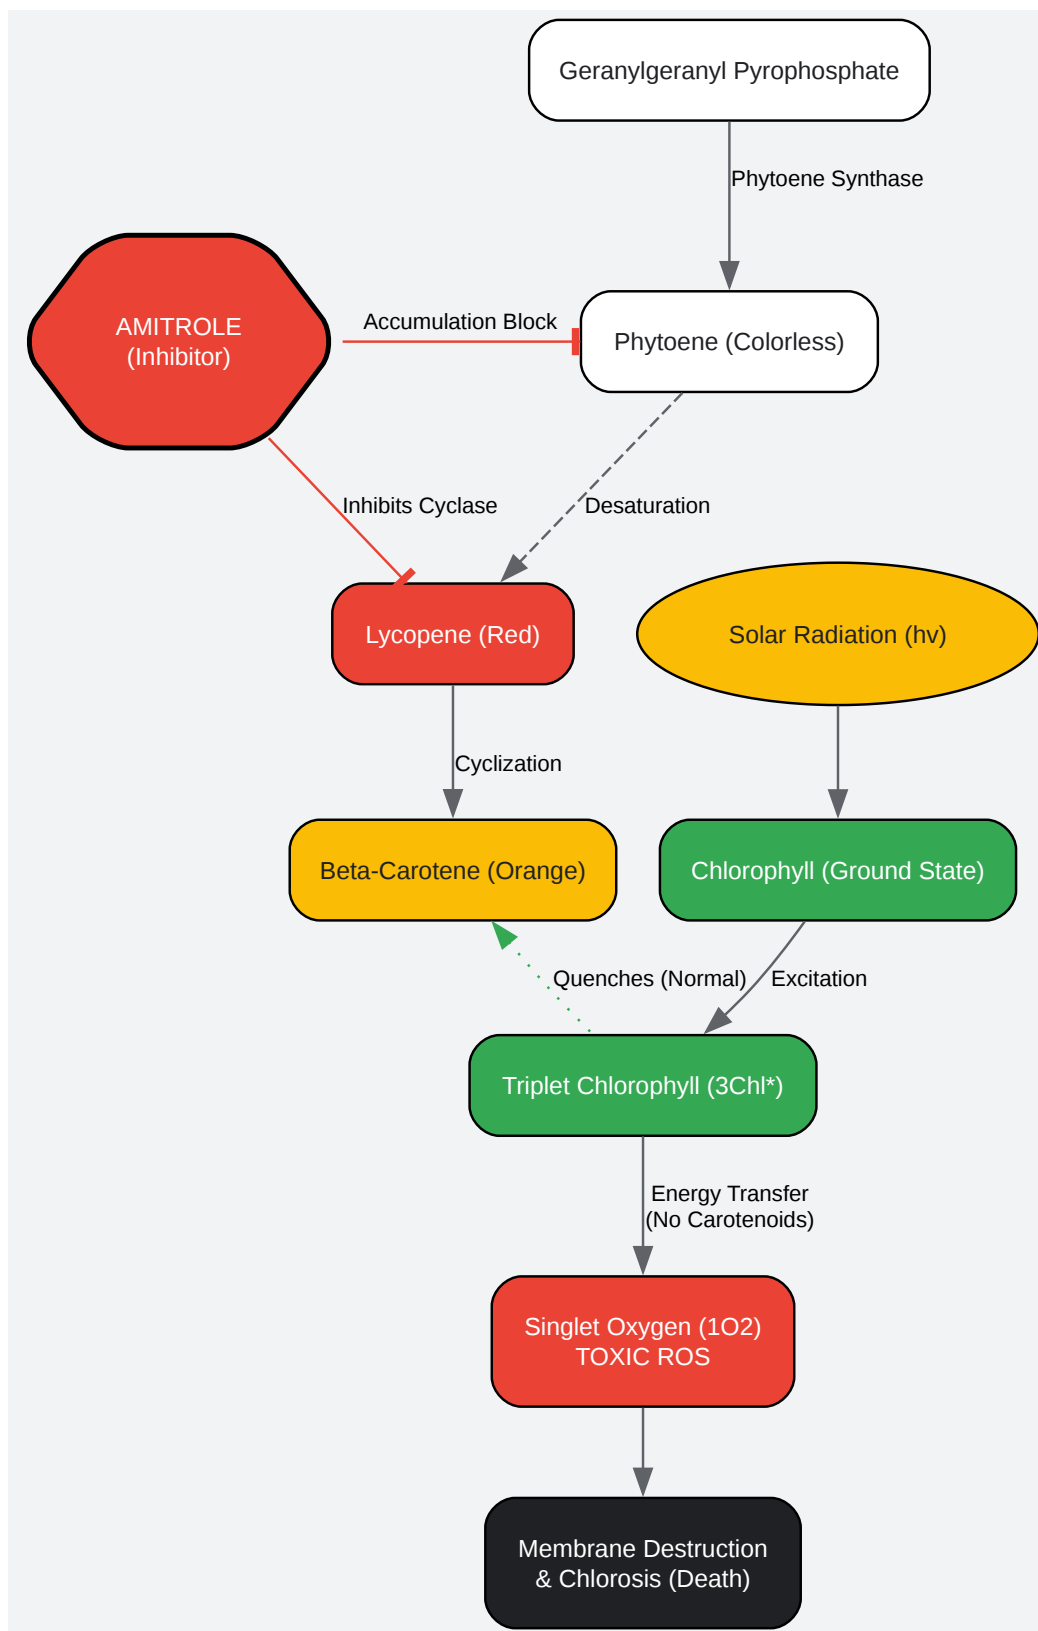 Geranylgeranyl Pyrophosphate
Phytoene Synthase
AMITROLE
(Inhibitor)
Accumulation Block
Phytoene (Colorless)
Inhibits Cyclase
Desaturation
Lycopene (Red)
Solar Radiation (hv)
Cyclization
Beta-Carotene (Orange)
Chlorophyll (Ground State)
Quenches (Normal)
Excitation
Triplet Chlorophyll (3Chl*)
Energy Transfer
(No Carotenoids)
Singlet Oxygen (1O2)
TOXIC ROS
Membrane Destruction
& Chlorosis (Death)